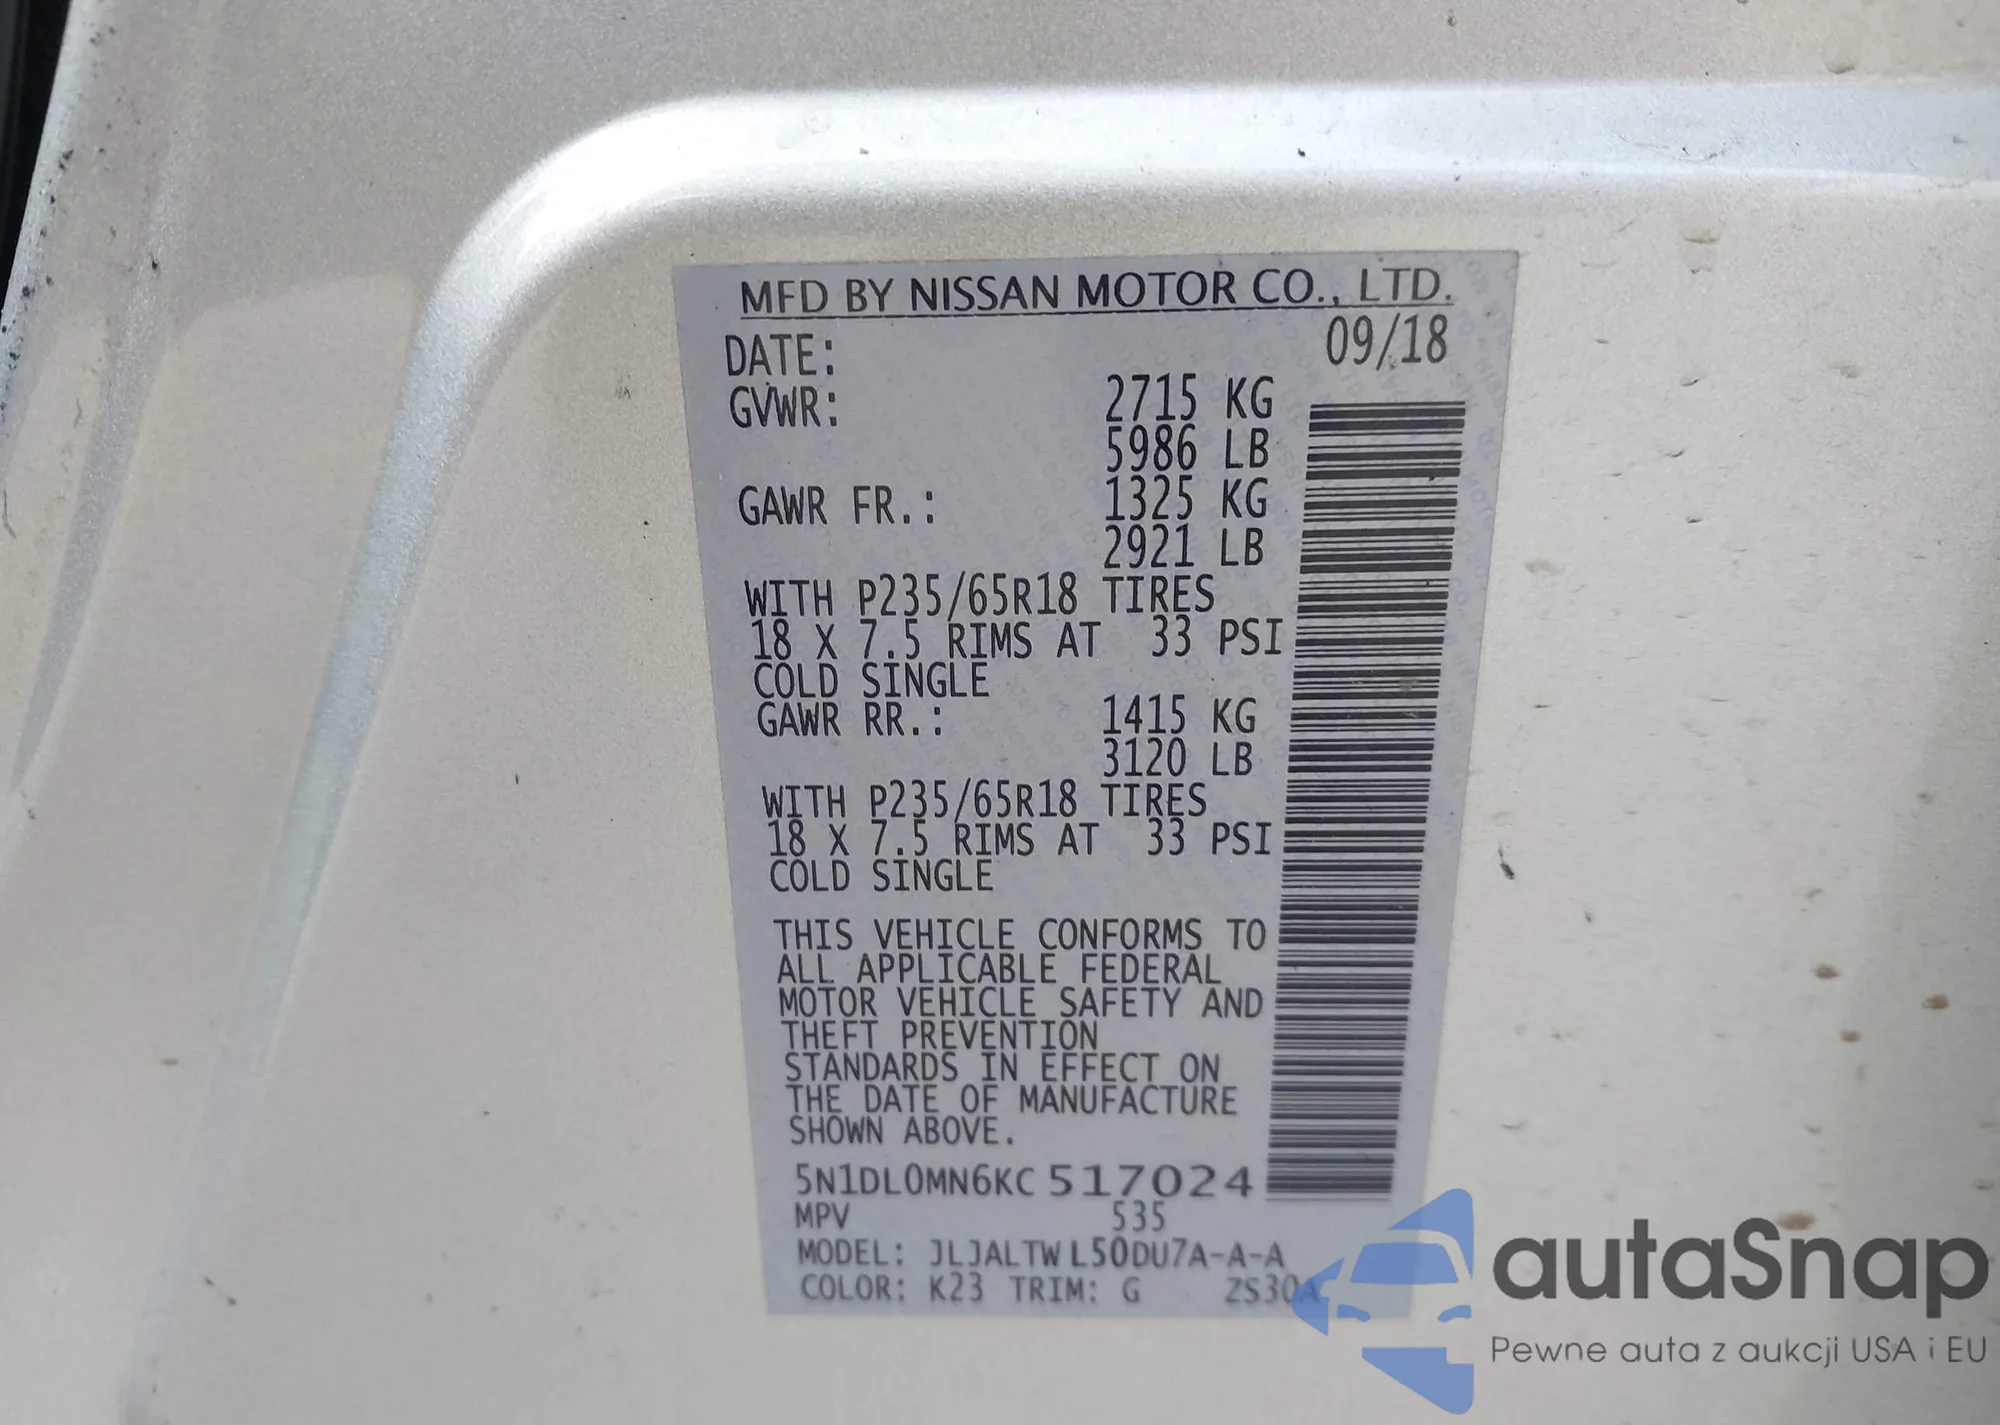 MFD BY NISSAN MOTOR CO., LTD.
DATE: 09/18
GVWR: 2715 KG
5986 LB
GAWR FR.: 1325 KG
2921 LB
WITH P235/65R18 TIRES
18 X 7.5 RIMS AT 33 PSI
COLD SINGLE
GAWR RR.: 1415 KG
3120 LB
WITH P235/65R18 TIRES
18 X 7.5 RIMS AT 33 PSI
COLD SINGLE
THIS VEHICLE CONFORMS TO
ALL APPLICABLE FEDERAL
MOTOR VEHICLE SAFETY AND
THEFT PREVENTION
STANDARDS IN EFFECT ON
THE DATE OF MANUFACTURE
SHOWN ABOVE.
5N1DL0MN6KC 517024
MPV 535
MODEL: JLJALTW L50DU7A-A-A
COLOR: K23 TRIM: G ZS30A
autaSnap
Pewne auta z aukcji USA i EU